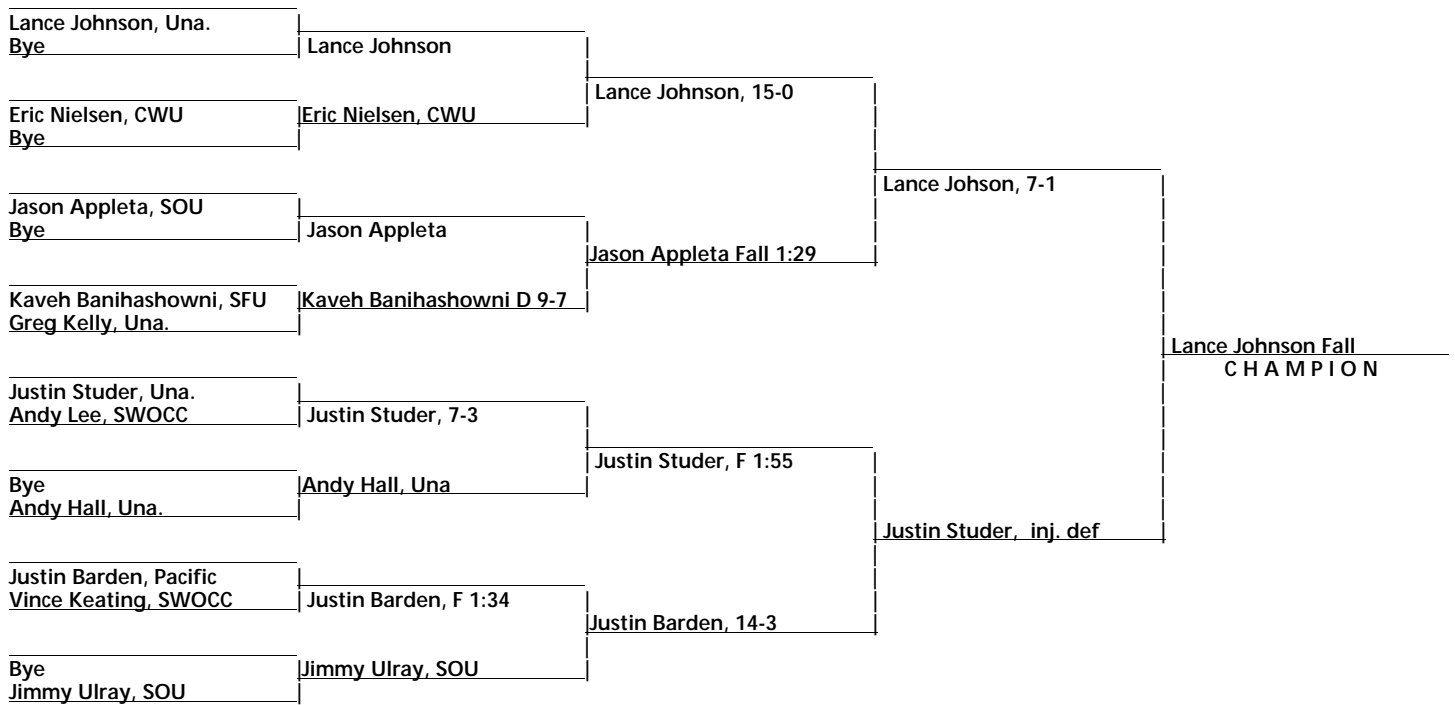 Lance Johnson, Una.
Bye
Lance Johnson
Lance Johnson, 15-0
Eric Nielsen, CWU
Eric Nielsen, CWU
Bye
Lance Johson, 7-1
Jason Appleta, SOU
Bye
Jason Appleta
Jason Appleta Fall 1:29
Kaveh Banihashowni, SFU
Kaveh Banihashowni D 9-7
Greg Kelly, Una.
Lance Johnson Fall
C H A M P I O N
Justin Studer, Una.
Andy Lee, SWOCC
Justin Studer, 7-3
Justin Studer, F 1:55
Bye
Andy Hall, Una
Andy Hall, Una.
Justin Studer, inj. def
Justin Barden, Pacific
Vince Keating, SWOCC
Justin Barden, F 1:34
Justin Barden, 14-3
Bye
Jimmy Ulray, SOU
Jimmy Ulray, SOU